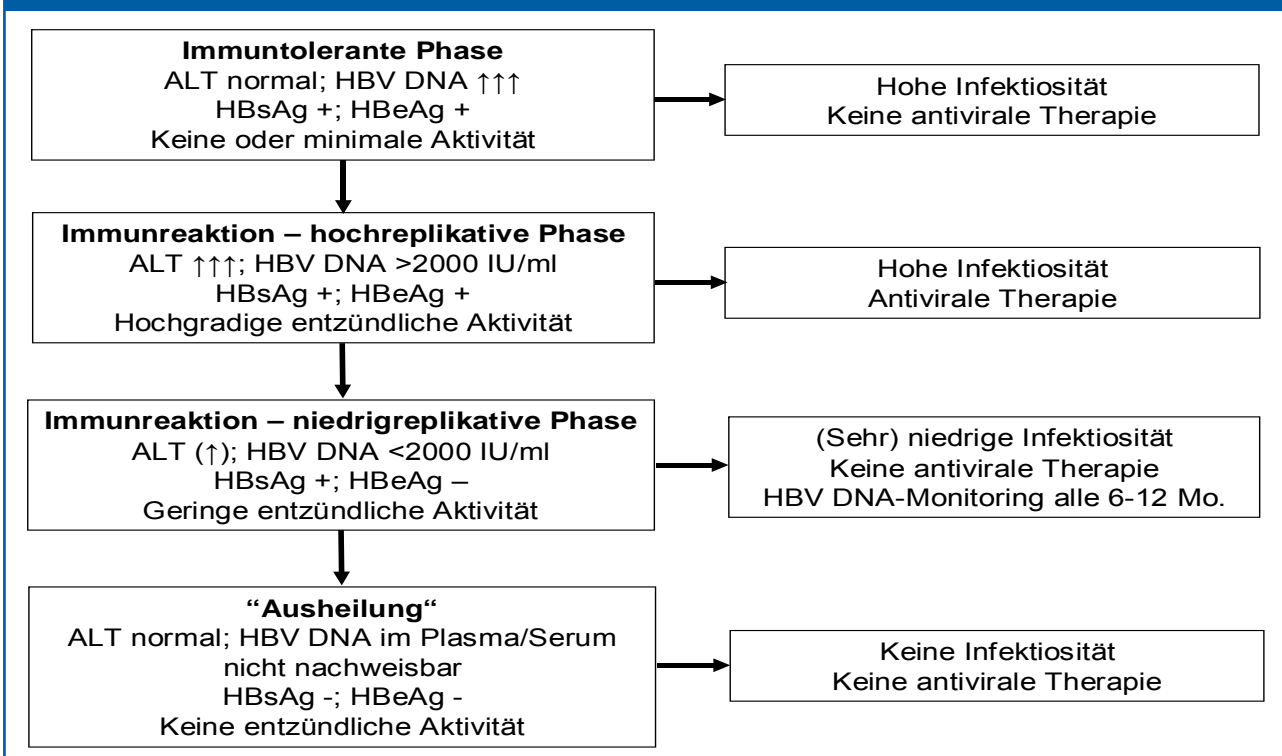 Immuntolerante Phase
ALT normal; HBV DNA ↑↑↑
HBsAg +; HBeAg +
Keine oder minimale Aktivität
Hohe Infektiosität
Keine antivirale Therapie
Immunreaktion – hochreplikative Phase
ALT ↑↑↑; HBV DNA >2000 IU/ml
HBsAg +; HBeAg +
Hochgradige entzündliche Aktivität
Hohe Infektiosität
Antivirale Therapie
Immunreaktion – niedrigreplikative Phase
ALT (↑); HBV DNA <2000 IU/ml
HBsAg +; HBeAg –
Geringe entzündliche Aktivität
(Sehr) niedrige Infektiosität
Keine antivirale Therapie
HBV DNA-Monitoring alle 6-12 Mo.
“Ausheilung“
ALT normal; HBV DNA im Plasma/Serum
nicht nachweisbar
HBsAg -; HBeAg -
Keine entzündliche Aktivität
Keine Infektiosität
Keine antivirale Therapie